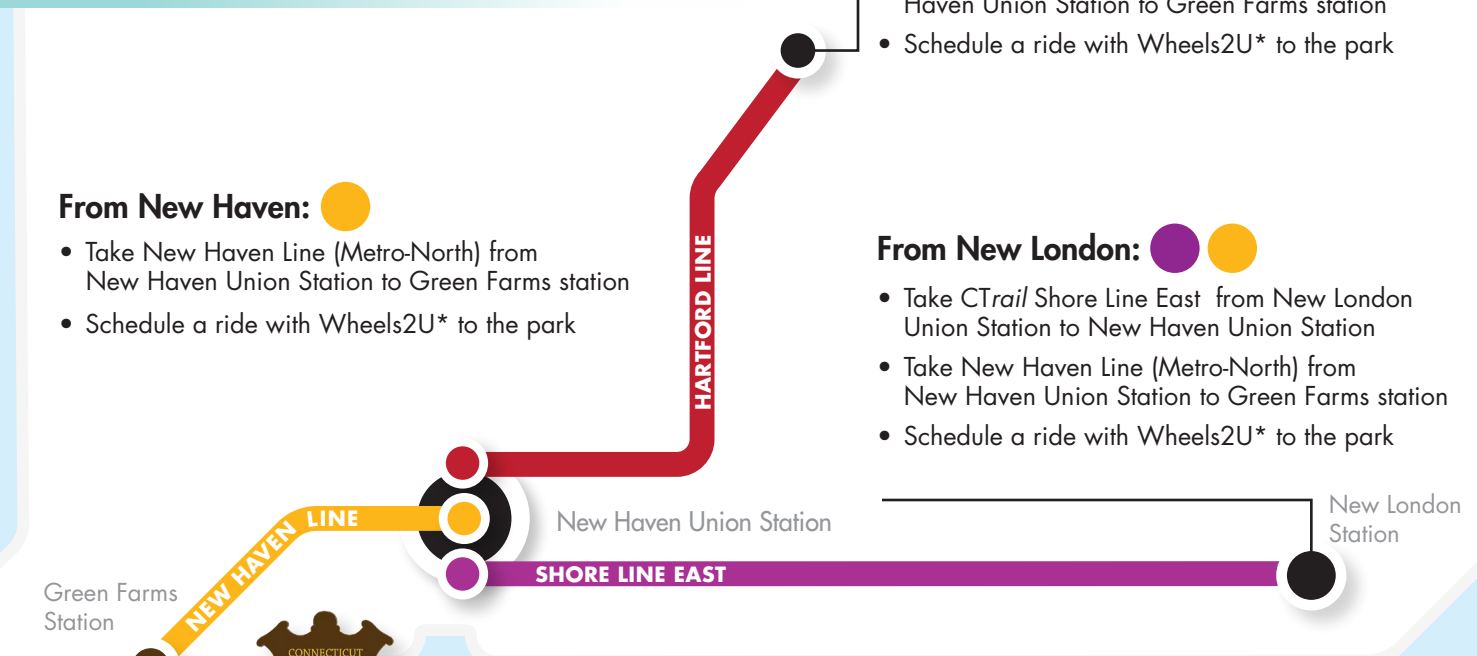 Haven Union Station to Green Farms station
• Schedule a ride with Wheels2U* to the park
From New Haven:
• Take New Haven Line (Metro-North) from
New Haven Union Station to Green Farms station
• Schedule a ride with Wheels2U* to the park
HARTFORD LINE
From New London:
• Take CTrail Shore Line East from New London
Union Station to New Haven Union Station
• Take New Haven Line (Metro-North) from
New Haven Union Station to Green Farms station
• Schedule a ride with Wheels2U* to the park
New London
Station
New Haven Union Station
NEW HAVEN LINE
SHORE LINE EAST
Green Farms
Station
CONNECTICUT